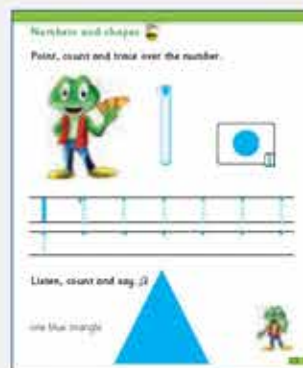 Numbers and shapes
Point, count and trace over the number.
1
Listen, count and say.
one blue triangle